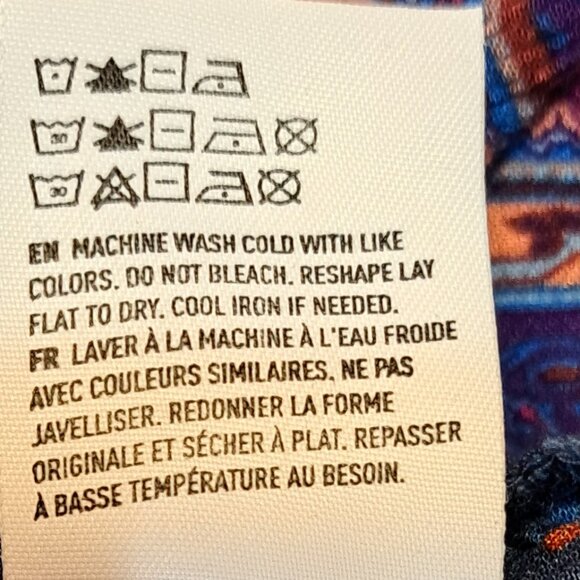 30
30
EN MACHINE WASH COLD WITH LIKE
COLORS. DO NOT BLEACH. RESHAPE LAY
FLAT TO DRY. COOL IRON IF NEEDED.
FR LAVER À LA MACHINE À L'EAU FROIDE
AVEC COULEURS SIMILAIRES. NE PAS
JAVELLISER. REDONNER LA FORME
ORIGINALE ET SÉCHER À PLAT. REPASSER
À BASSE TEMPÉRATURE AU BESOIN.